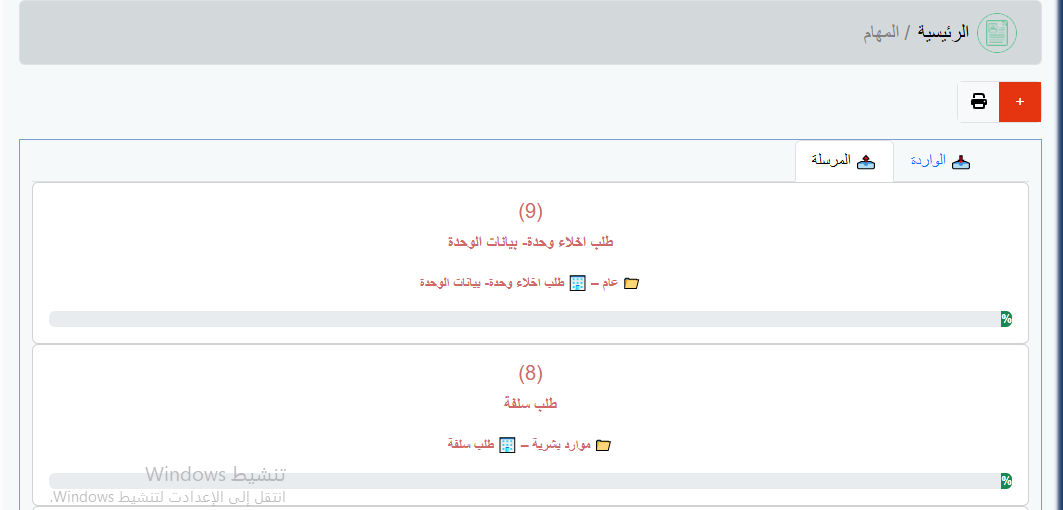 الرئيسية / المهام
+
الواردة
المرسلة
(9)
طلب اخلاء وحدة- بيانات الوحدة
عام – طلب اخلاء وحدة- بيانات الوحدة
%
(8)
طلب سلفة
موارد بشرية – طلب سلفة
%
تنشيط Windows
انتقل إلى الإعدادت لتنشيط Windows.